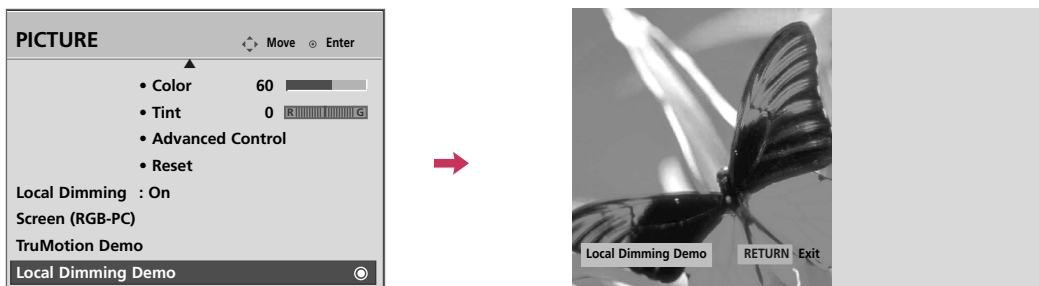 PICTURE Move Enter
• Color 60
• Tint 0 R G
• Advanced Control
• Reset
Local Dimming : On
Screen (RGB-PC)
TruMotion Demo
Local Dimming Demo
Local Dimming Demo RETURN Exit